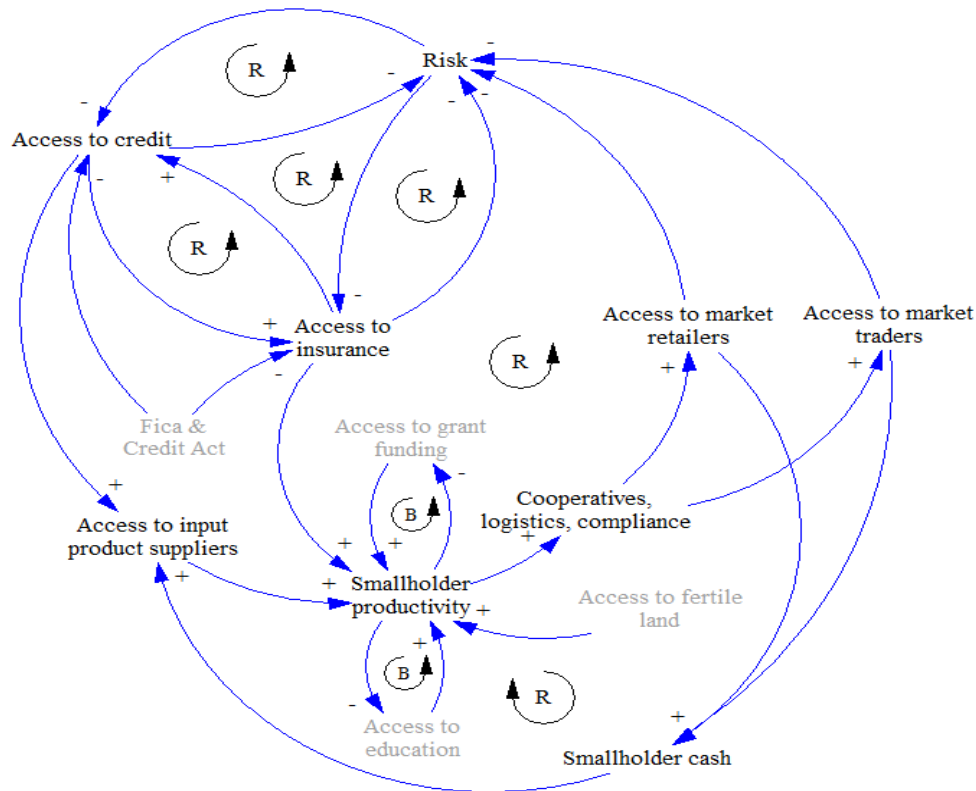 -
-
R
Risk
-
-
-
-
Access to credit
-
+
R
R
R
-
Access to market
retailers
Access to market
traders
+
-
Access to
insurance
R
+
+
Fica &
Credit Act
Access to grant
funding
-
+
B
Cooperatives,
logistics, compliance
+
Access to input
product suppliers
+
+
+
+
Smallholder
productivity
+
Access to fertile
land
+
B
R
-
Access to
education
+
Smallholder cash